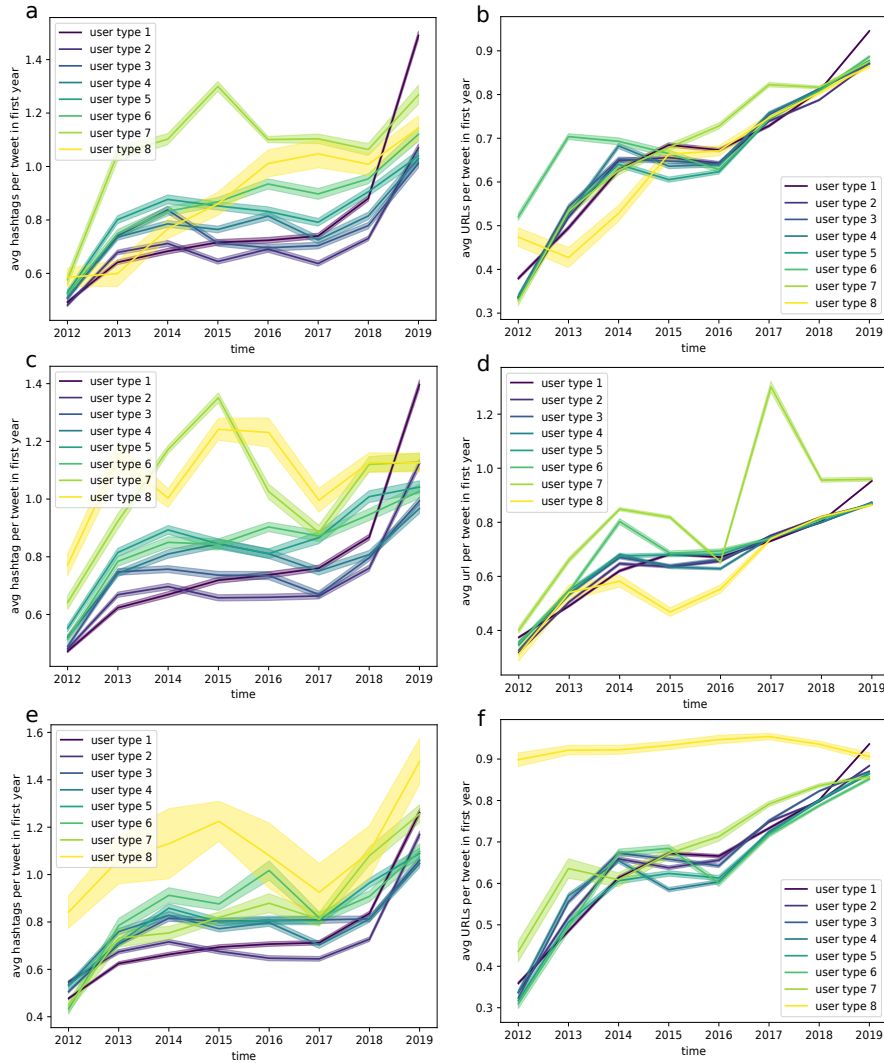 a
avg hashtags per tweet in first year
1.4
1.2
1.0
0.8
0.6
user type 1
user type 2
user type 3
user type 4
user type 5
user type 6
user type 7
user type 8
2012 2013 2014 2015 2016 2017 2018 2019
time
b
avg URLs per tweet in first year
0.9
0.8
0.7
0.6
0.5
0.4
0.3
user type 1
user type 2
user type 3
user type 4
user type 5
user type 6
user type 7
user type 8
2012 2013 2014 2015 2016 2017 2018 2019
time
c
avg hashtag per tweet in first year
1.4
1.2
1.0
0.8
0.6
user type 1
user type 2
user type 3
user type 4
user type 5
user type 6
user type 7
user type 8
2012 2013 2014 2015 2016 2017 2018 2019
time
d
avg url per tweet in first year
1.2
1.0
0.8
0.6
0.4
user type 1
user type 2
user type 3
user type 4
user type 5
user type 6
user type 7
user type 8
2012 2013 2014 2015 2016 2017 2018 2019
time
e
avg hashtags per tweet in first year
1.6
1.4
1.2
1.0
0.8
0.6
0.4
user type 1
user type 2
user type 3
user type 4
user type 5
user type 6
user type 7
user type 8
2012 2013 2014 2015 2016 2017 2018 2019
time
f
avg URLs per tweet in first year
0.9
0.8
0.7
0.6
0.5
0.4
0.3
user type 1
user type 2
user type 3
user type 4
user type 5
user type 6
user type 7
user type 8
2012 2013 2014 2015 2016 2017 2018 2019
time